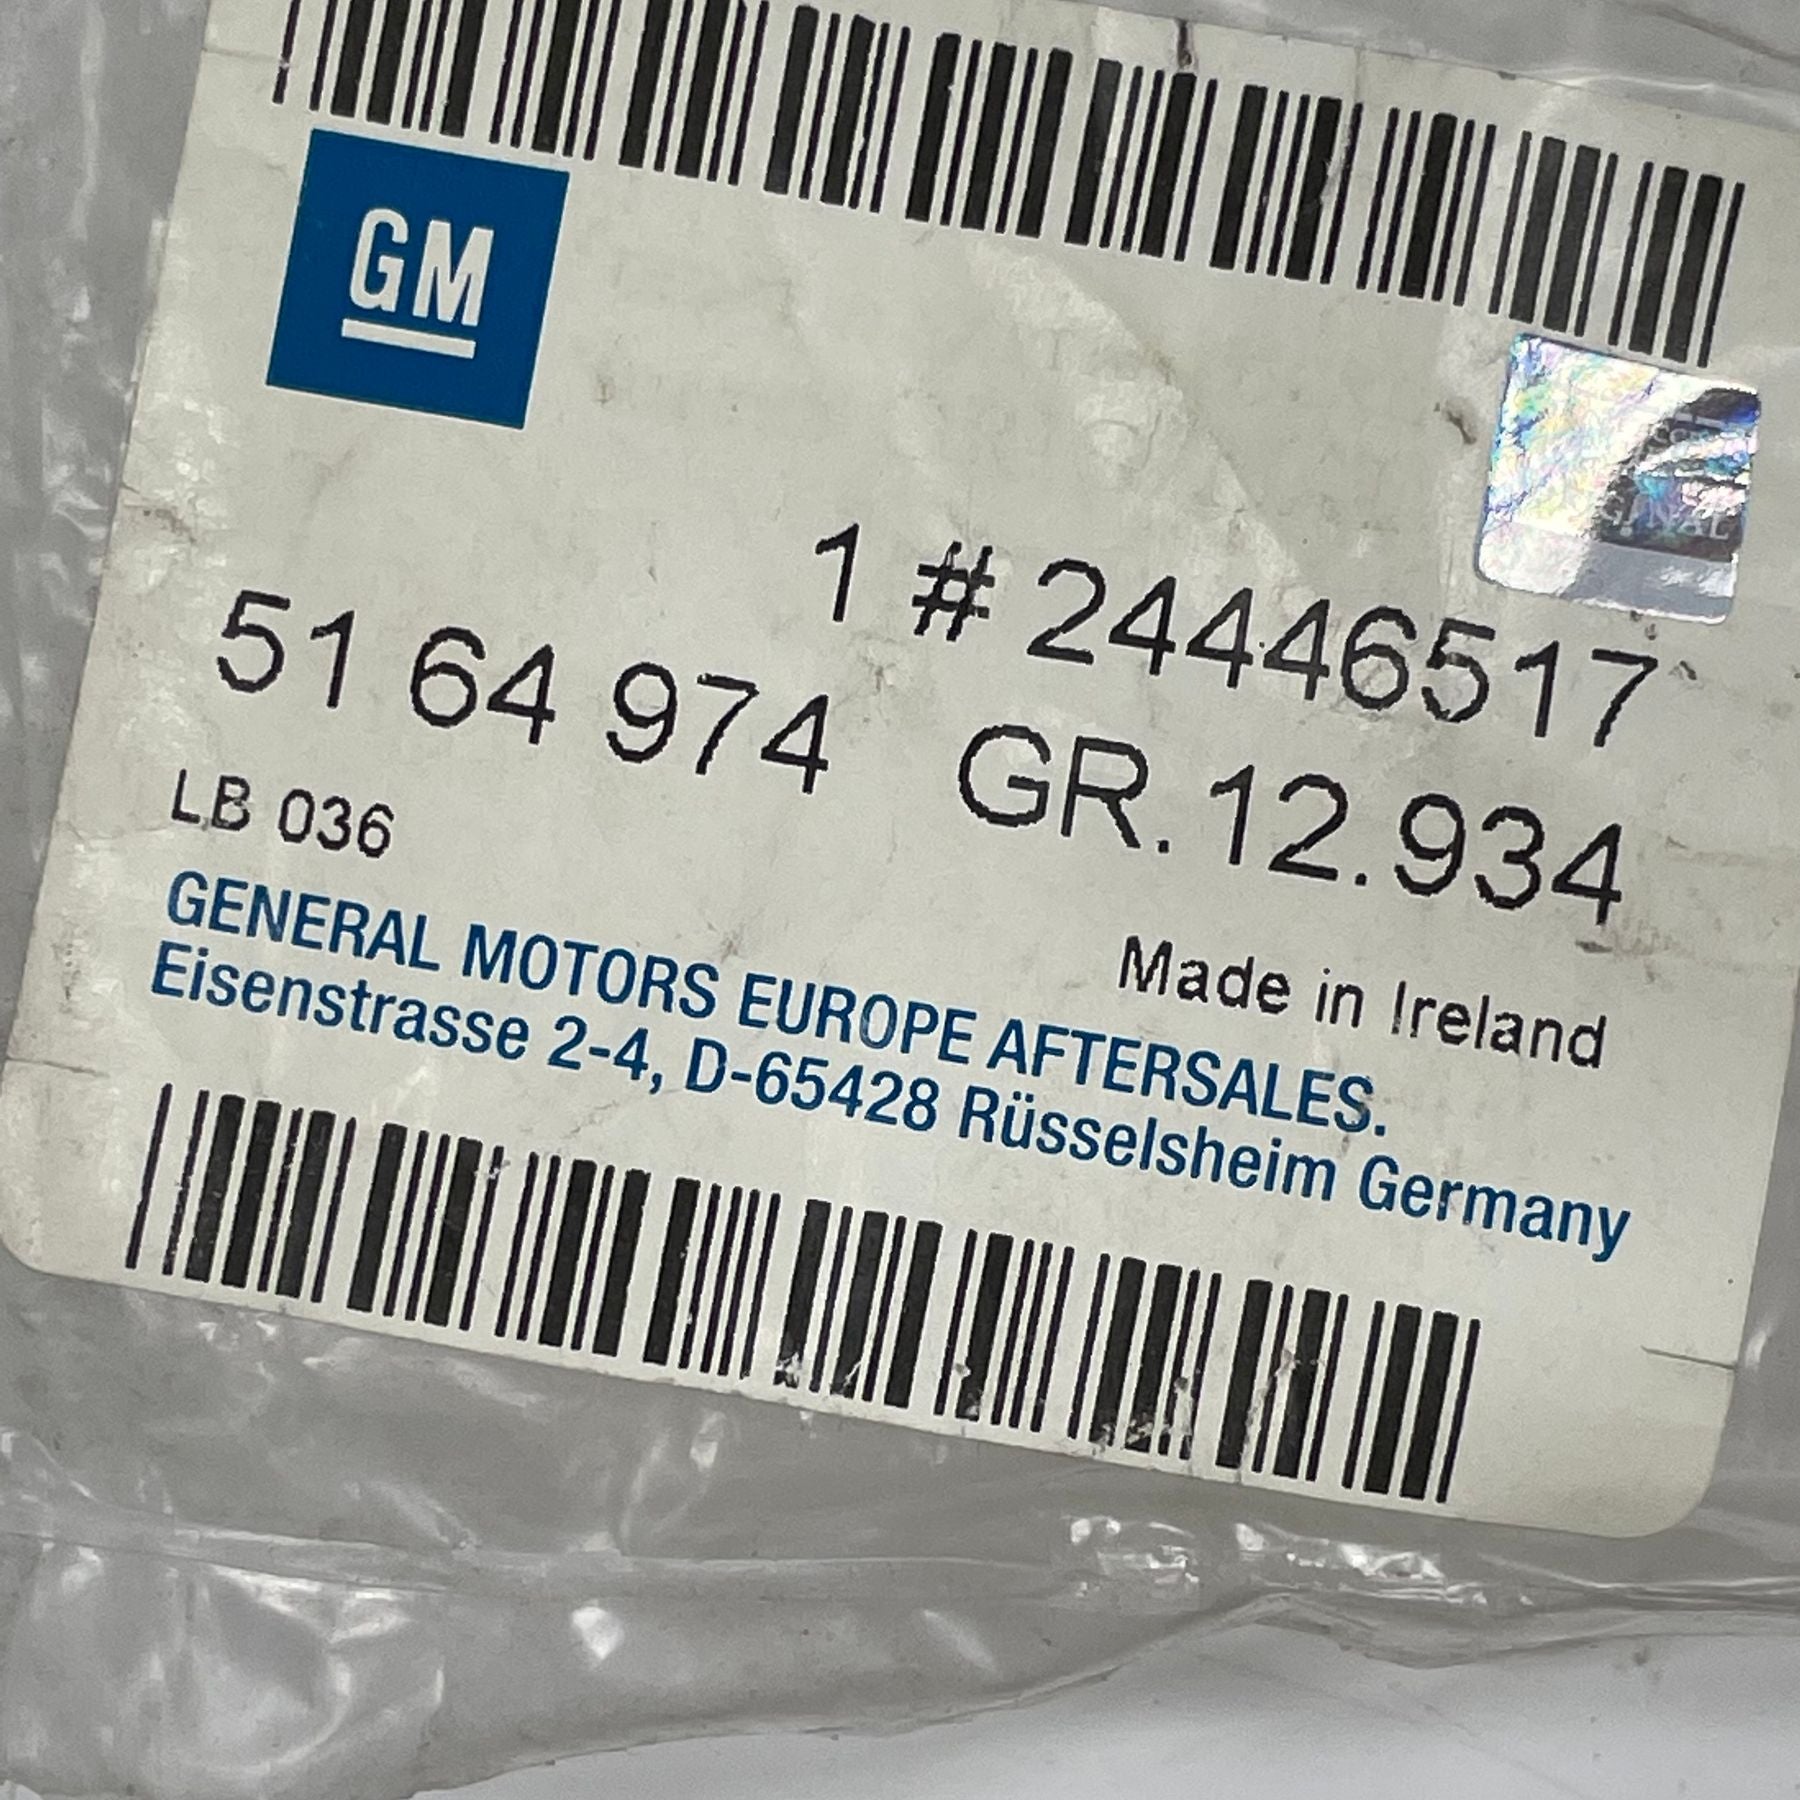 GM
GINAL
1 # 24446517
51 64 974 GR. 12.934
LB 036
Made in Ireland
GENERAL MOTORS EUROPE AFTERSALES.
Eisenstrasse 2-4, D-65428 Rüsselsheim Germany